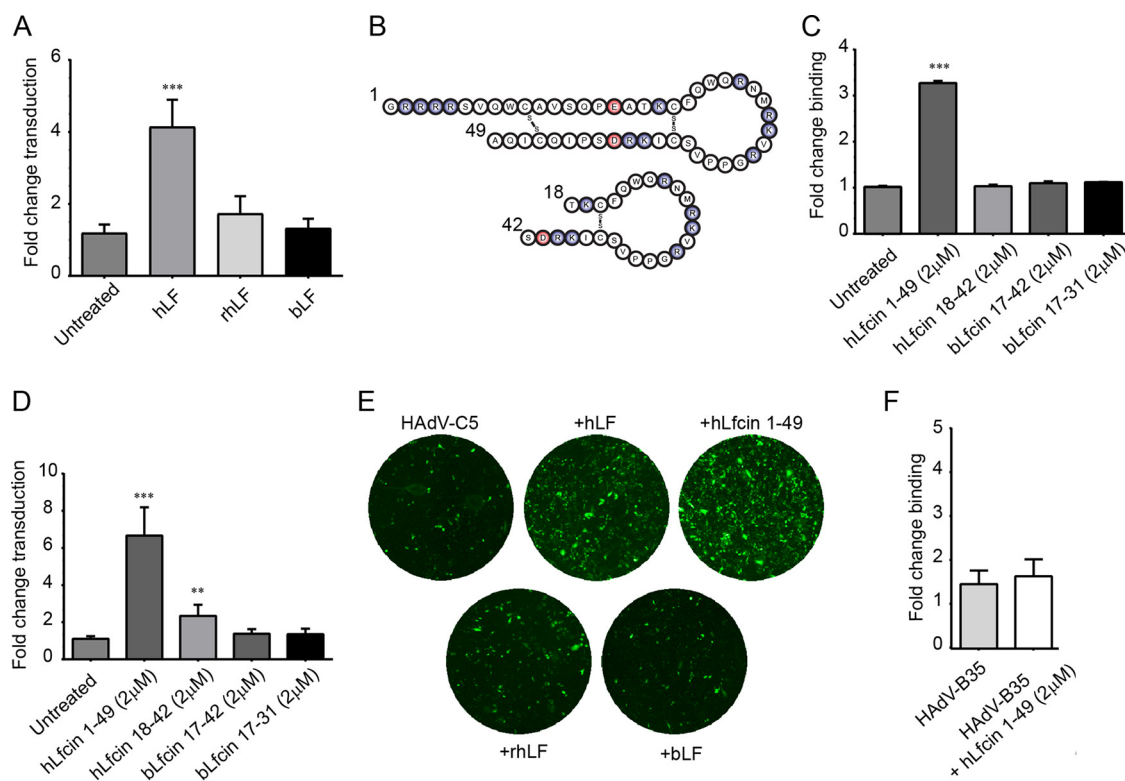 A
Fold change transduction
6
4
2
0
***
Untreated
hLF
rhLF
bLF
B
1
GRRRRSVQWCAVSQPEATKCFQWQRNMRKVRGPPVS
S
S
S
S
49
AQICQIPSDRKIC
18
TKCFQWQRNMRKVRGPPVS
S
S
42
SDRKIC
C
Fold change binding
4
3
2
1
0
***
Untreated
hLfcin 1-49 (2μM)
hLfcin 18-42 (2μM)
bLfcin 17-42 (2μM)
bLfcin 17-31 (2μM)
D
Fold change transduction
10
8
6
4
2
0
***
**
Untreated
hLfcin 1-49 (2μM)
hLfcin 18-42 (2μM)
bLfcin 17-42 (2μM)
bLfcin 17-31 (2μM)
E
HAdV-C5
+hLF
+hLfcin 1-49
+rhLF
+bLF
F
Fold change binding
5
4
3
2
1
0
HAdV-B35
HAdV-B35
+ hLfcin 1-49 (2μM)